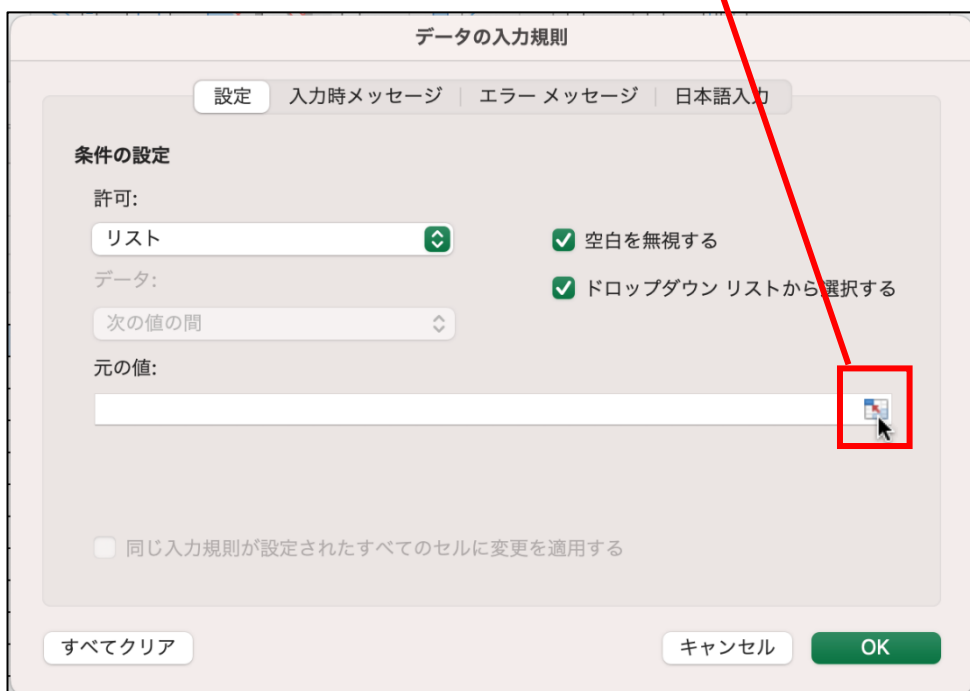 データの入力規則
設定 入力時メッセージ エラー メッセージ 日本語入力
条件の設定
許可:
リスト
空白を無視する
データ:
ドロップダウン リストから選択する
次の値の間
元の値:
同じ入力規則が設定されたすべてのセルに変更を適用する
すべてクリア キャンセル OK